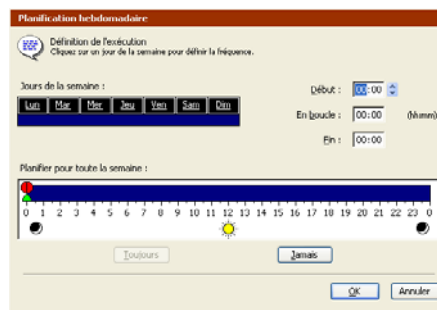 Planification hebdomadaire
Définition de l'exécution
Cliquez sur un jour de la semaine pour définir la fréquence.
Jours de la semaine :
Lun Mar Mer Jeu Ven Sam Dim
Début : 00:00
En boucle : 00:00 (hh:mm)
Fin : 00:00
Planifier pour toute la semaine :
0 1 2 3 4 5 6 7 8 9 10 11 12 13 14 15 16 17 18 19 20 21 22 23 0
Toujours Jamais
OK Annuler